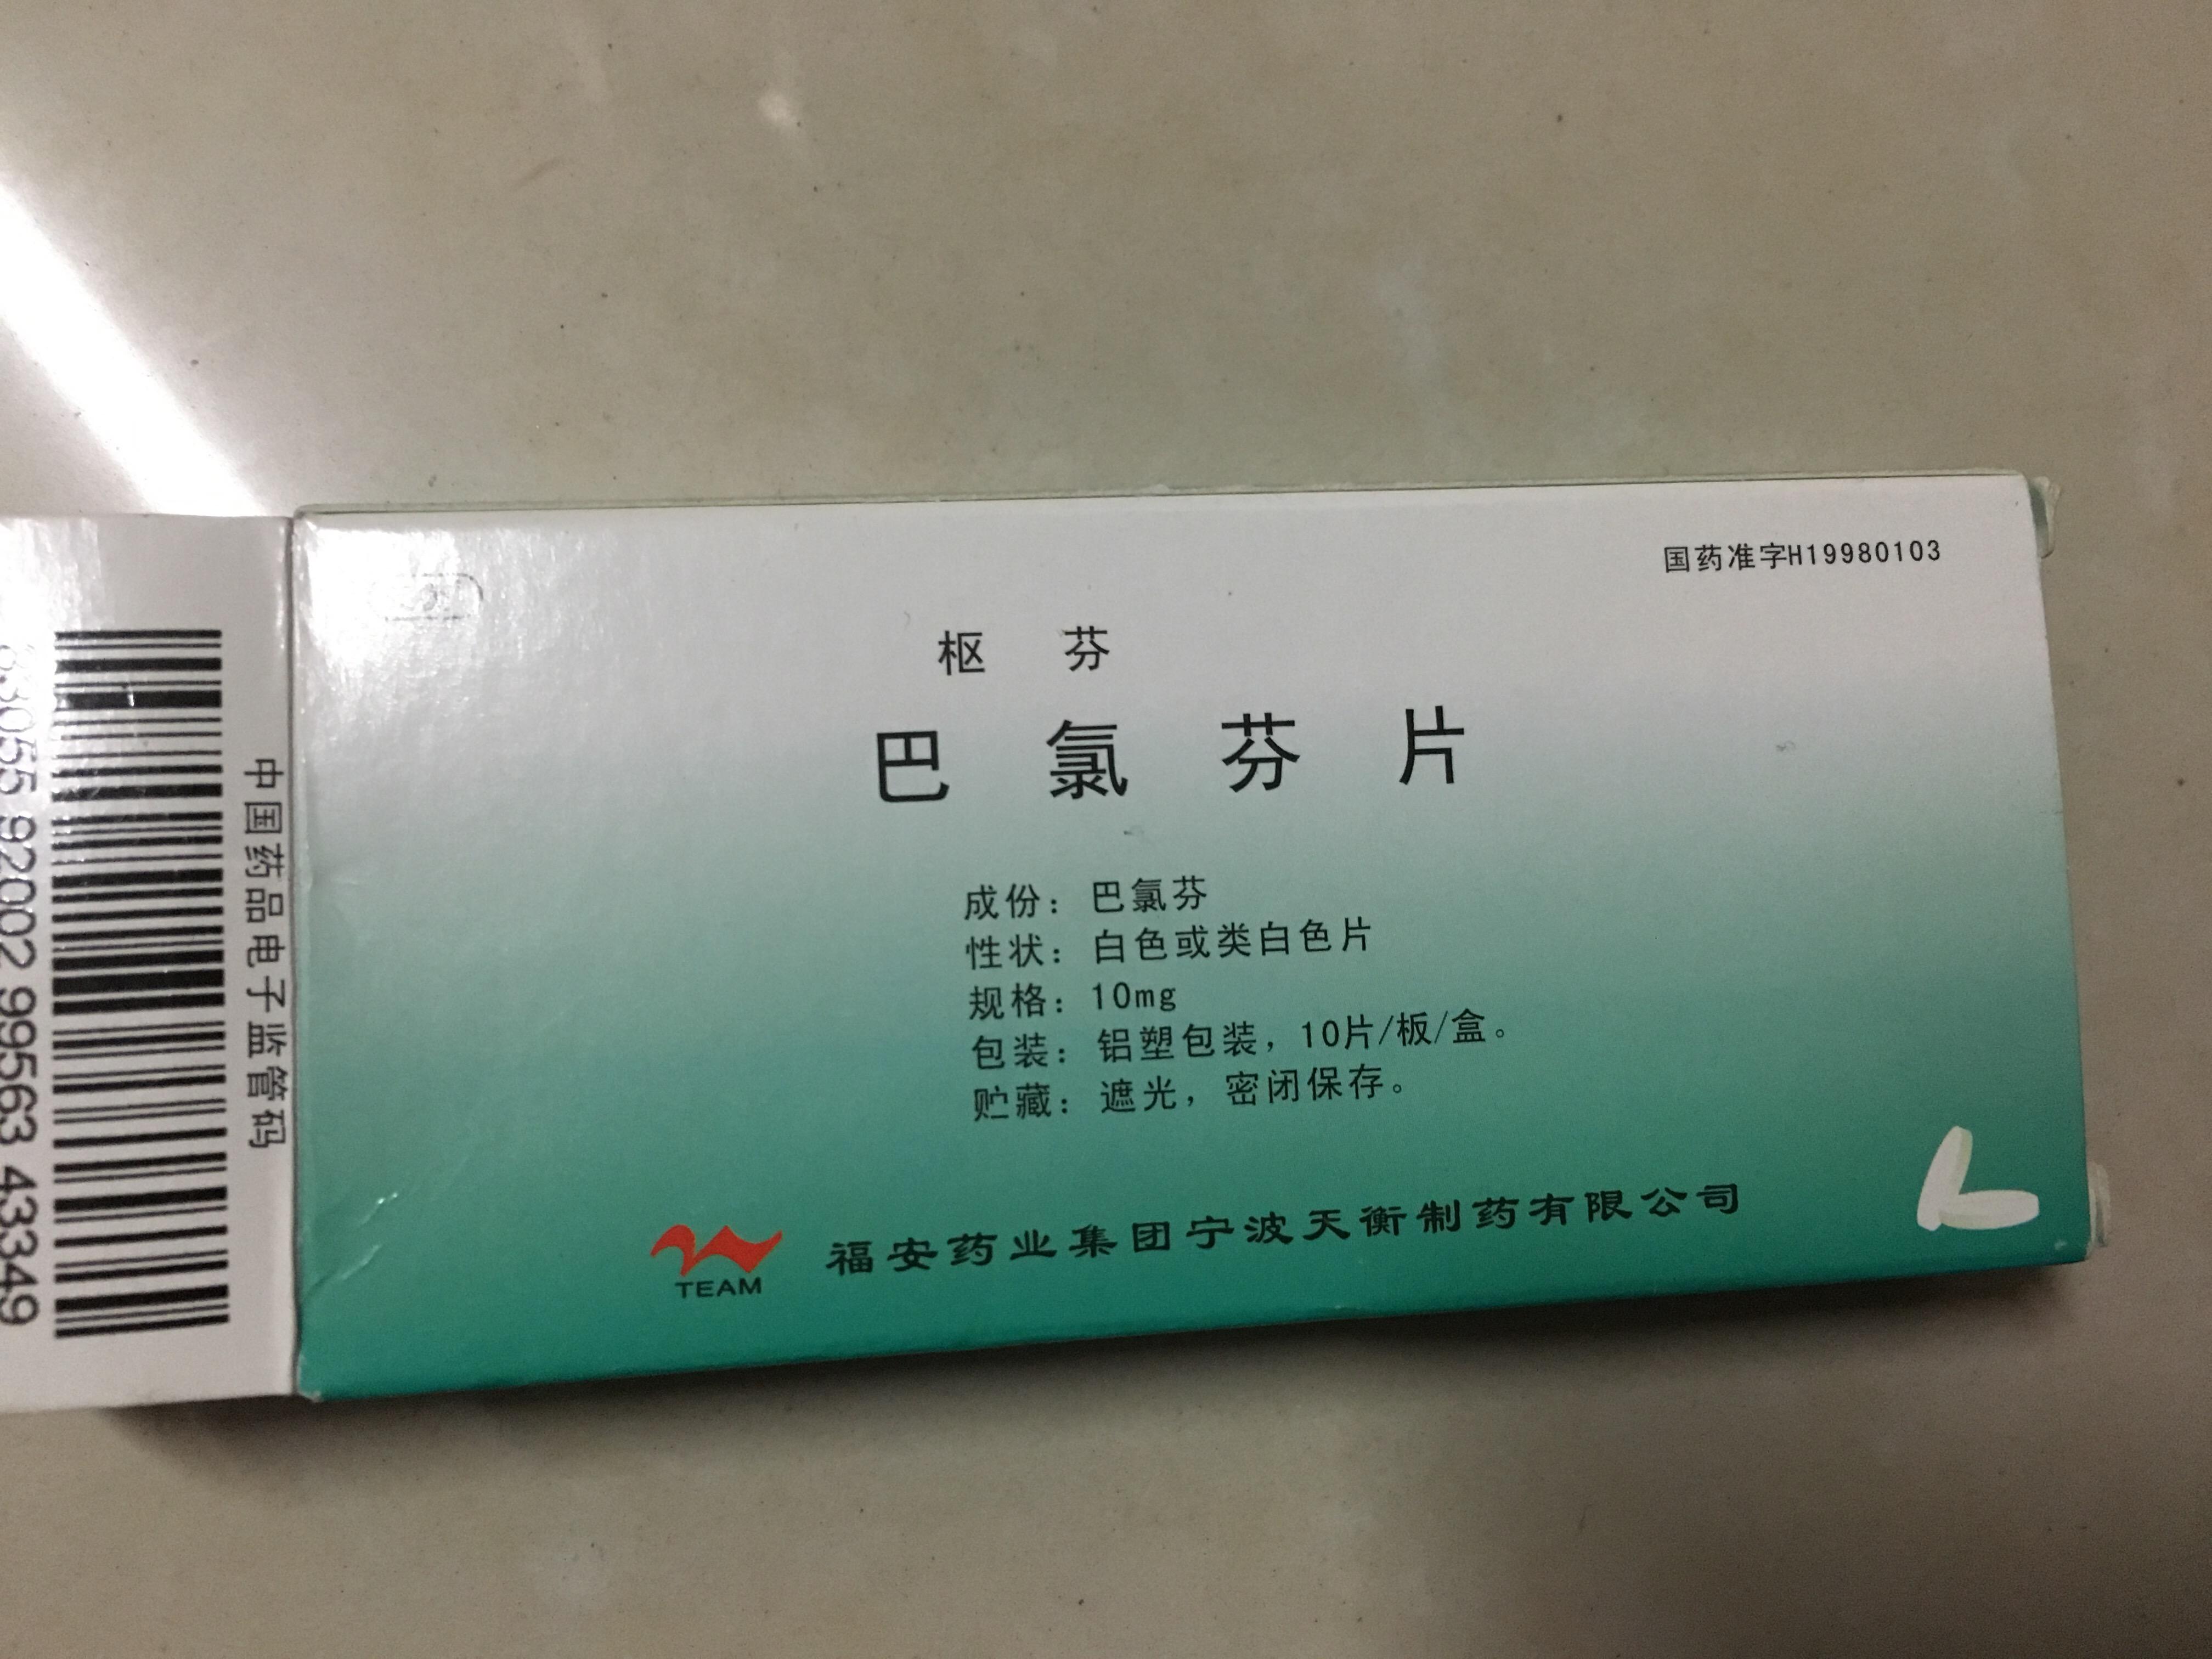 国药准字H19980103
枢芬
巴氯芬片
成份：巴氯芬
性状：白色或类白色片
规格：10mg
包装：铝塑包装，10片/板/盒。
贮藏：遮光，密闭保存。
TEAM
福安药业集团宁波天衡制药有限公司
中国药品电子监管码
92002 99563 43349